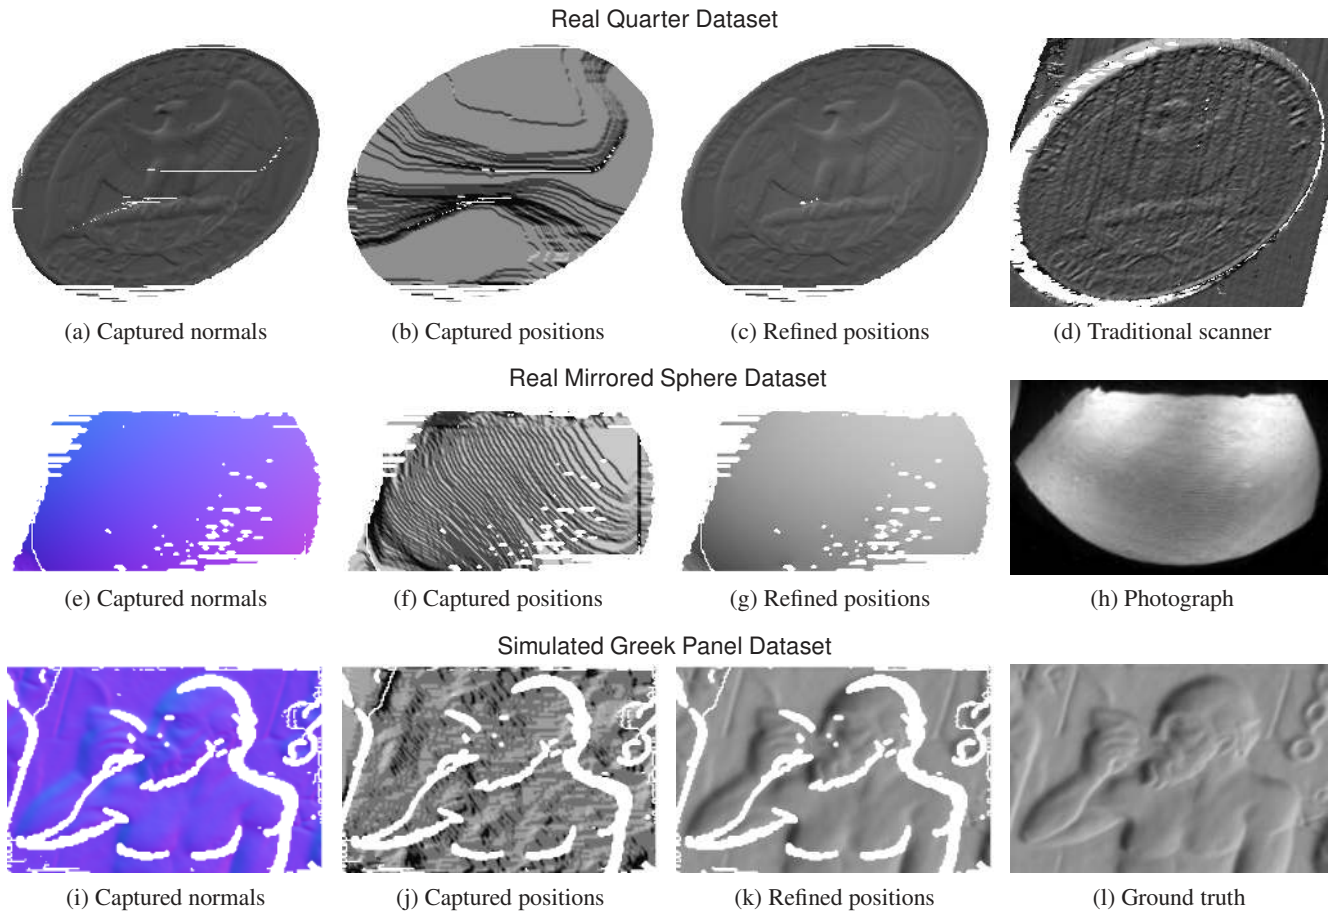 Real Quarter Dataset
(a) Captured normals
(b) Captured positions
(c) Refined positions
(d) Traditional scanner
Real Mirrored Sphere Dataset
(e) Captured normals
(f) Captured positions
(g) Refined positions
(h) Photograph
Simulated Greek Panel Dataset
(i) Captured normals
(j) Captured positions
(k) Refined positions
(l) Ground truth